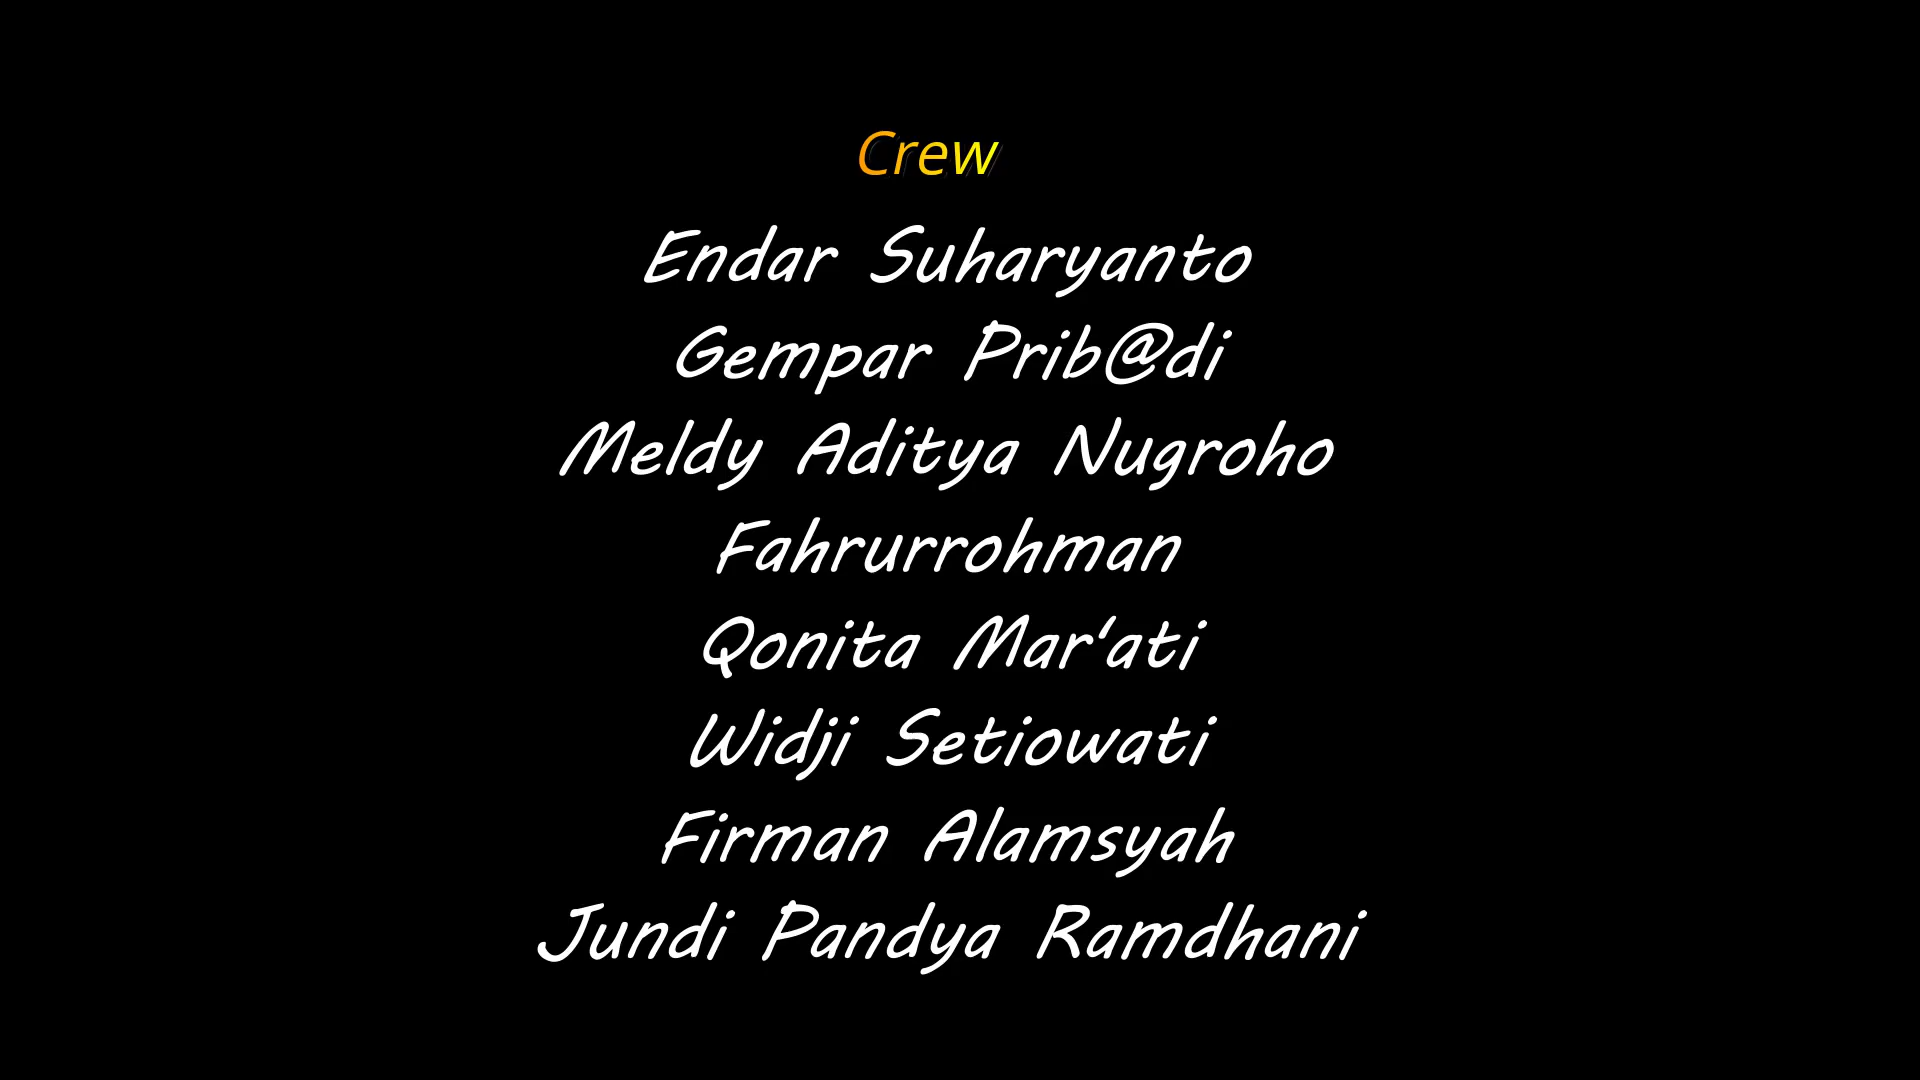 Crew
Endar Suharyanto
Gempar Prib@di
Meldy Aditya Nugroho
Fahrurrohman
Qonita Mar'ati
Widji Setiowati
Firman Alamsyah
Jundi Pandya Ramdhani